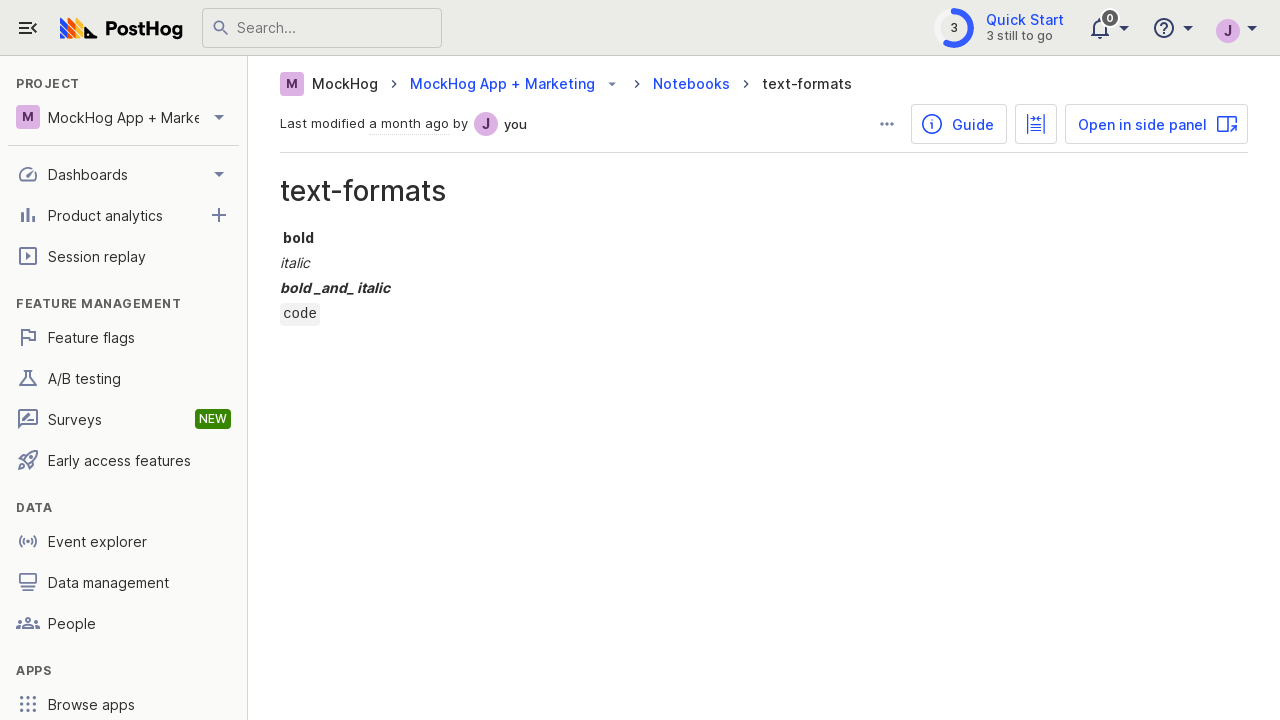 PostHog
Search...
3
Quick Start
3 still to go
0
J
PROJECT
M MockHog App + Marke
Dashboards
Product analytics
Session replay
FEATURE MANAGEMENT
Feature flags
A/B testing
Surveys NEW
Early access features
DATA
Event explorer
Data management
People
APPS
Browse apps
M MockHog > MockHog App + Marketing > Notebooks > text-formats
Last modified a month ago by J you
Guide
Open in side panel
text-formats
bold
italic
bold _and_ italic
code